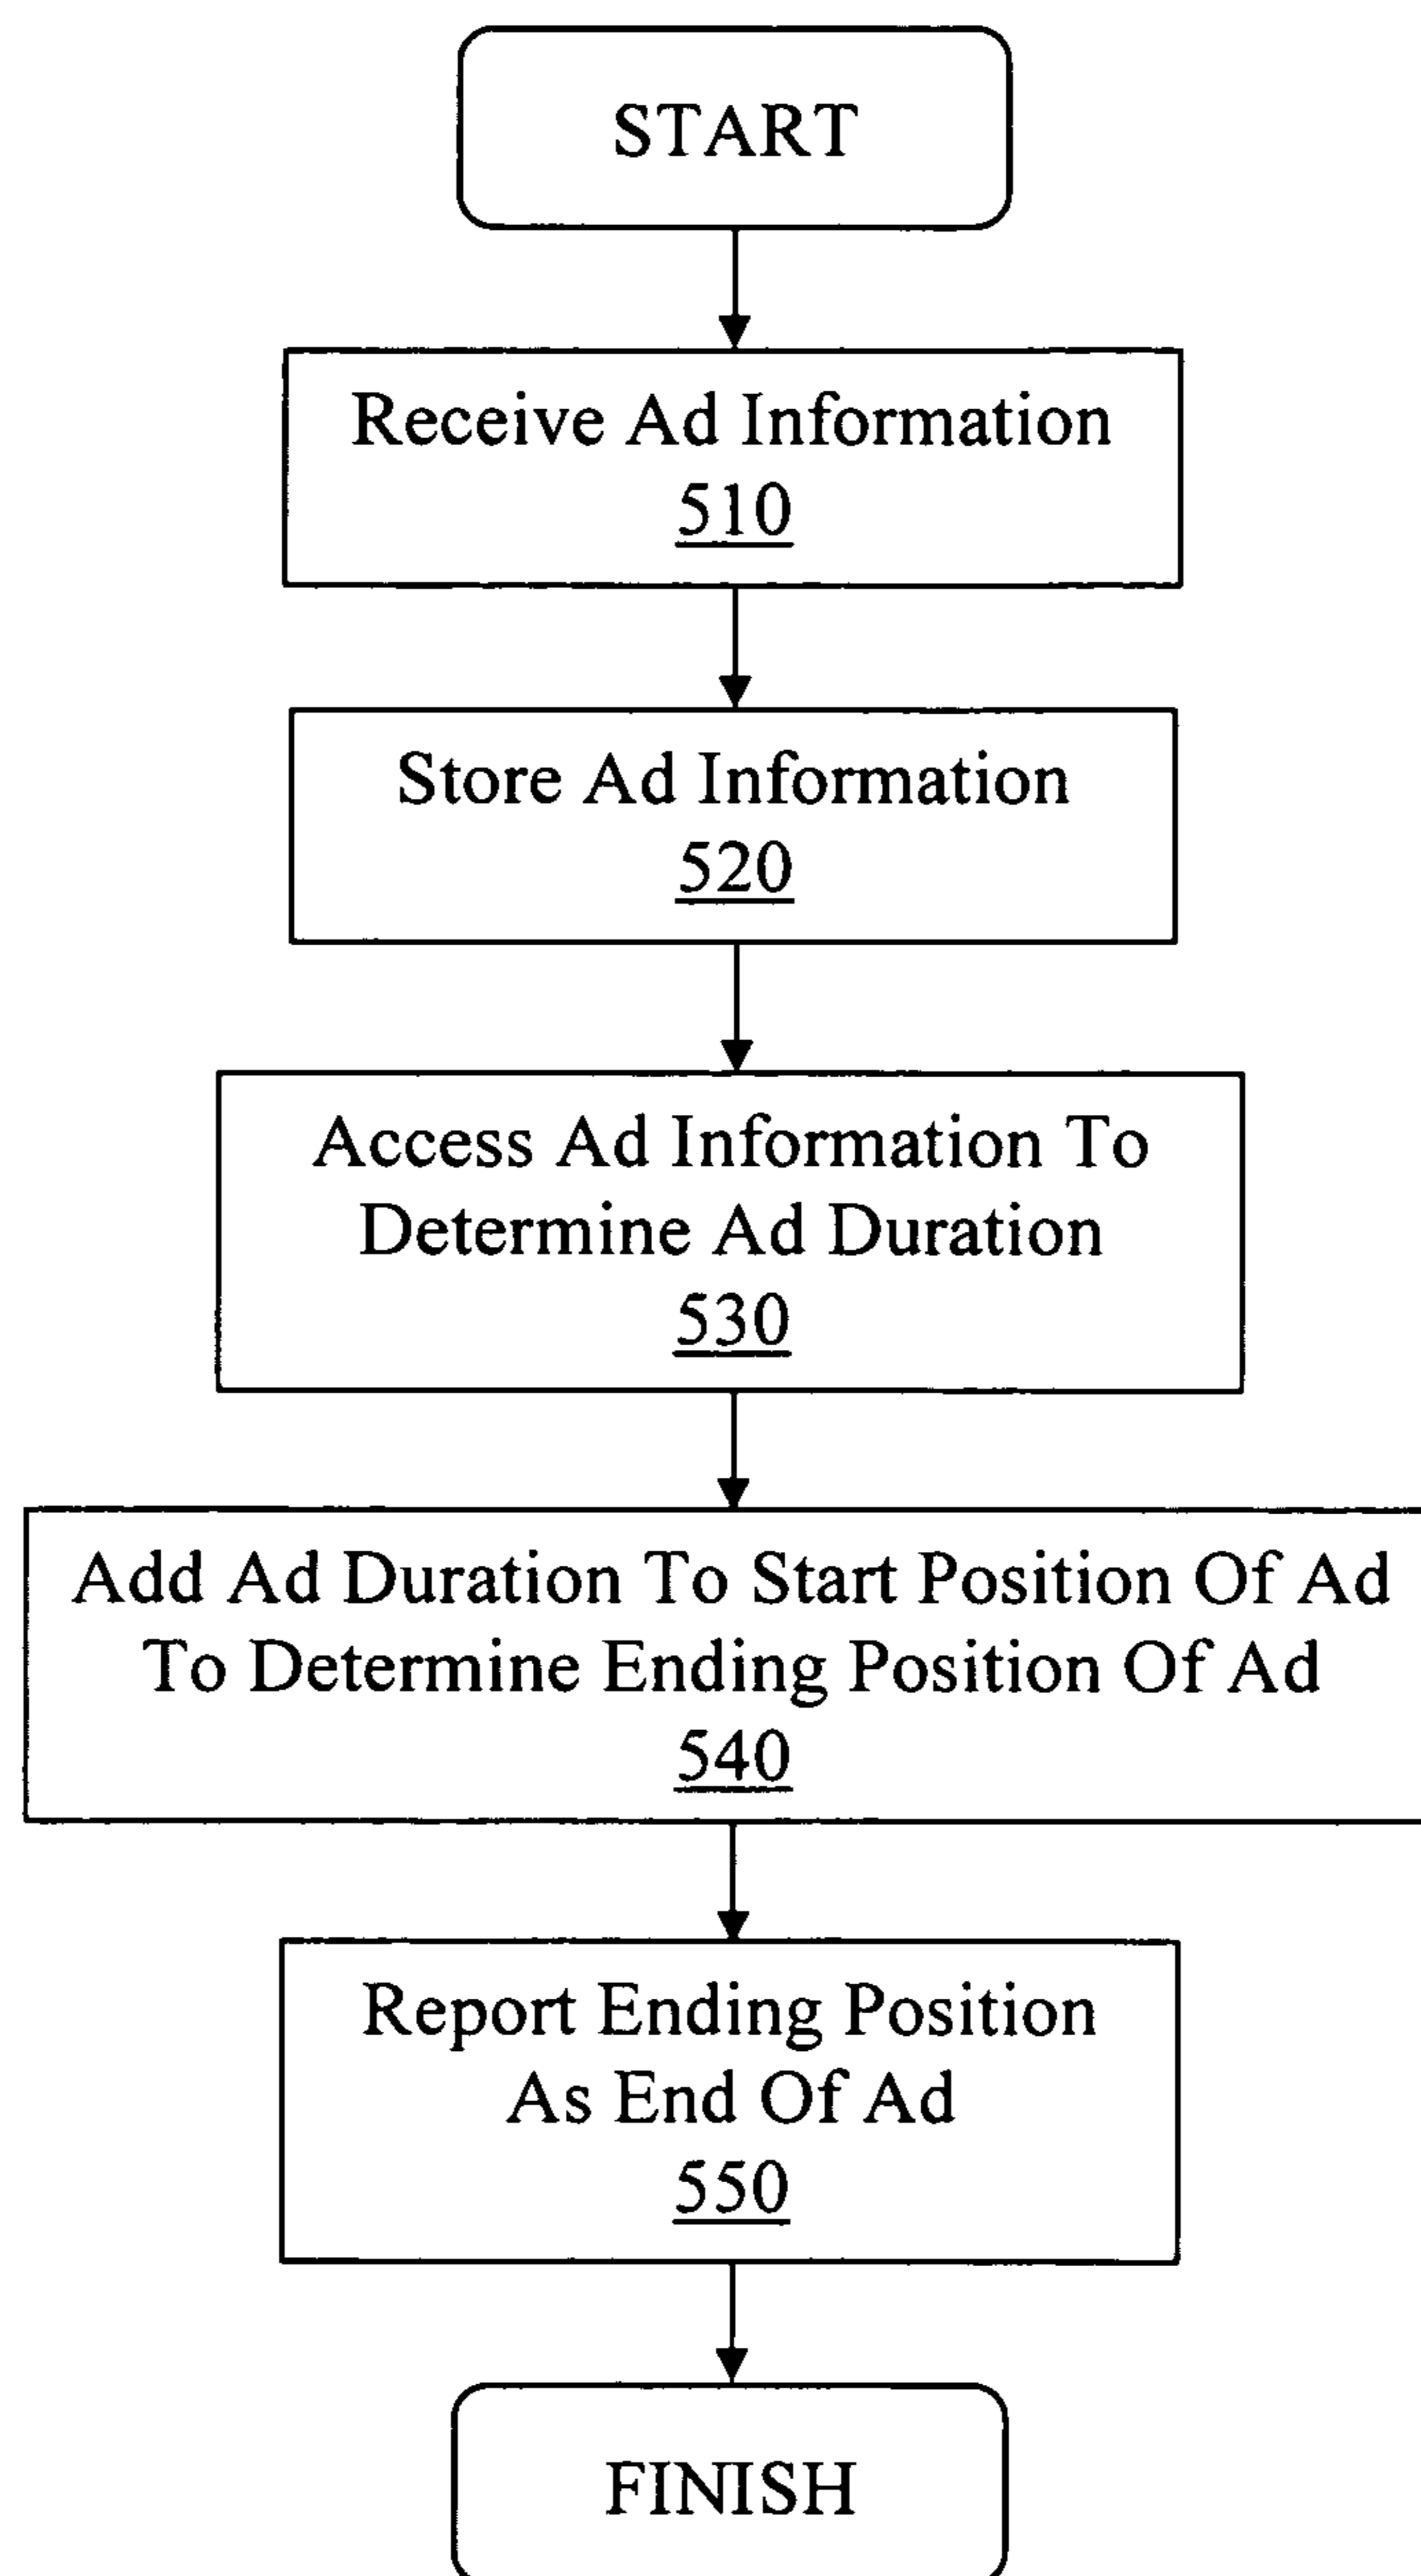 START
Receive Ad Information
510
Store Ad Information
520
Access Ad Information To
Determine Ad Duration
530
Add Ad Duration To Start Position Of Ad
To Determine Ending Position Of Ad
540
Report Ending Position
As End Of Ad
550
FINISH